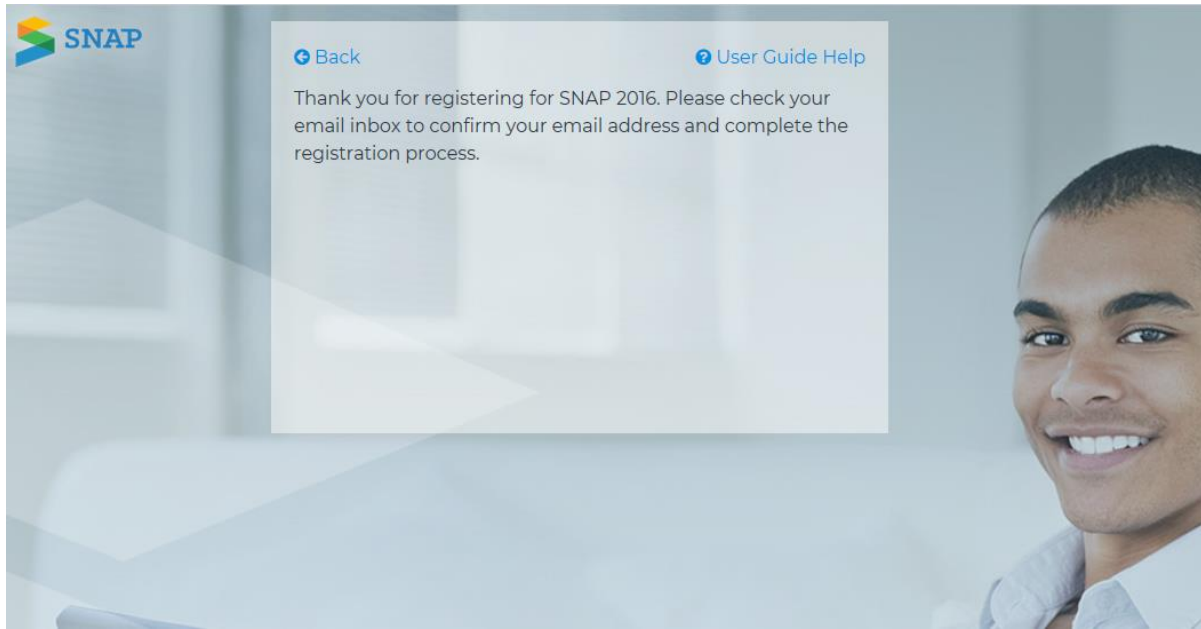 SNAP
Back
User Guide Help
Thank you for registering for SNAP 2016. Please check your
email inbox to confirm your email address and complete the
registration process.